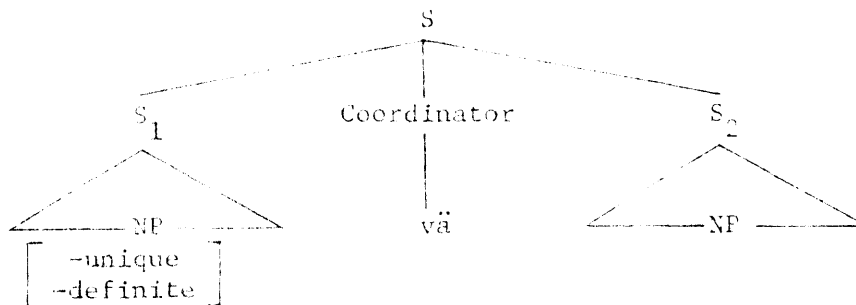 S
S1 Coordinator S2
NP vä NP
-unique
-definite